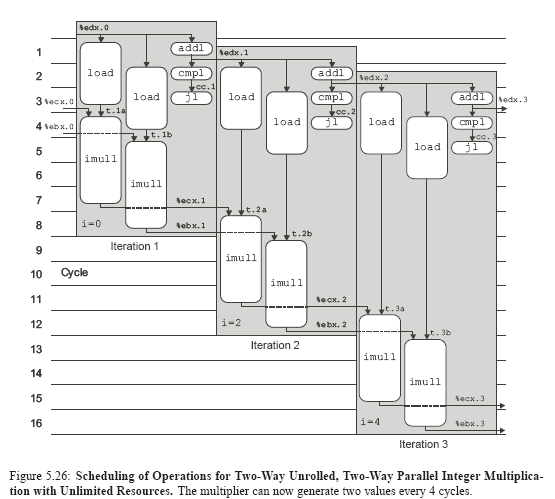 %edx.0
1
addl
%edx.1
load
2
cmpl
addl
%edx.2
load
cc.1
load
3
%ecx.0
jl
cmpl
addl
%edx.3
t.1a
load
cc.2
load
4
%ebx.0
jl
cmpl
t.1b
load
cc.3
5
jl
imull
6
imull
7
%ecx.1
t.2a
8
i=0
%ebx.1
t.2b
9
Iteration 1
imull
10
Cycle
imull
11
%ecx.2
t.3a
12
i=2
%ebx.2
t.3b
13
Iteration 2
14
imull
imull
15
%ecx.3
16
i=4
%ebx.3
Iteration 3
Figure 5.26: Scheduling of Operations for Two-Way Unrolled, Two-Way Parallel Integer Multiplica-
tion with Unlimited Resources. The multiplier can now generate two values every 4 cycles.